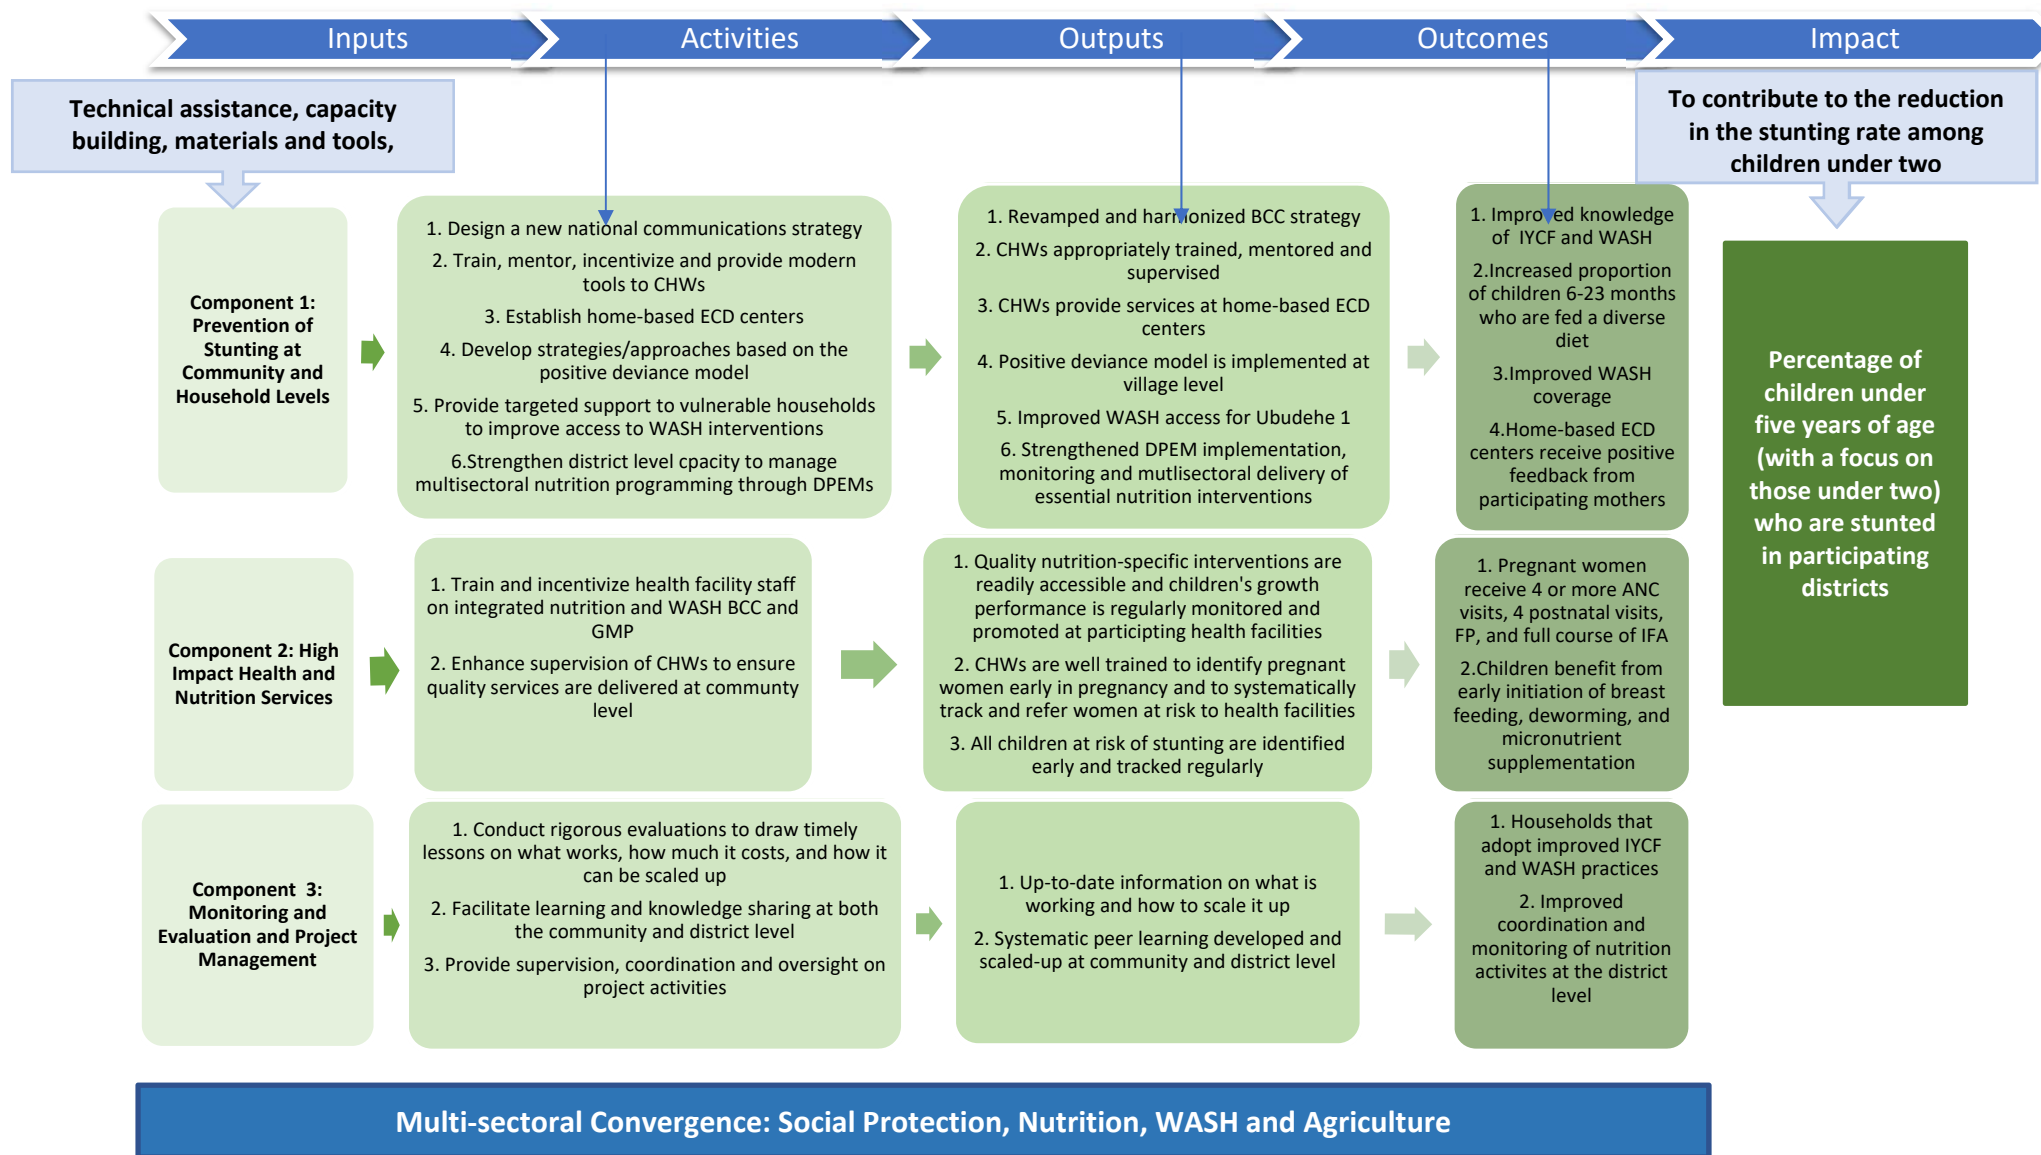 Inputs
Activities
Outputs
Outcomes
Impact
Technical assistance, capacity
building, materials and tools,
To contribute to the reduction
in the stunting rate among
children under two
Component 1:
Prevention of
Stunting at
Community and
Household Levels
1. Design a new national communications strategy
2. Train, mentor, incentivize and provide modern
tools to CHWs
3. Establish home-based ECD centers
4. Develop strategies/approaches based on the
positive deviance model
5. Provide targeted support to vulnerable households
to improve access to WASH interventions
6.Strengthen district level cpacity to manage
multisectoral nutrition programming through DPEMs
1. Revamped and harmonized BCC strategy
2. CHWs appropriately trained, mentored and
supervised
3. CHWs provide services at home-based ECD
centers
4. Positive deviance model is implemented at
village level
5. Improved WASH access for Ubudehe 1
6. Strengthened DPEM implementation,
monitoring and mutlisectoral delivery of
essential nutrition interventions
1. Improved knowledge
of IYCF and WASH
2.Increased proportion
of children 6-23 months
who are fed a diverse
diet
3.Improved WASH
coverage
4.Home-based ECD
centers receive positive
feedback from
participating mothers
Percentage of
children under
five years of age
(with a focus on
those under two)
who are stunted
in participating
districts
Component 2: High
Impact Health and
Nutrition Services
1. Train and incentivize health facility staff
on integrated nutrition and WASH BCC and
GMP
2. Enhance supervision of CHWs to ensure
quality services are delivered at communty
level
1. Quality nutrition-specific interventions are
readily accessible and children's growth
performance is regularly monitored and
promoted at particpting health facilities
2. CHWs are well trained to identify pregnant
women early in pregnancy and to systematically
track and refer women at risk to health facilities
3. All children at risk of stunting are identified
early and tracked regularly
1. Pregnant women
receive 4 or more ANC
visits, 4 postnatal visits,
FP, and full course of IFA
2.Children benefit from
early initiation of breast
feeding, deworming, and
micronutrient
supplementation
Component 3:
Monitoring and
Evaluation and Project
Management
1. Conduct rigorous evaluations to draw timely
lessons on what works, how much it costs, and how it
can be scaled up
2. Facilitate learning and knowledge sharing at both
the community and district level
3. Provide supervision, coordination and oversight on
project activities
1. Up-to-date information on what is
working and how to scale it up
2. Systematic peer learning developed and
scaled-up at community and district level
1. Households that
adopt improved IYCF
and WASH practices
2. Improved
coordination and
monitoring of nutrition
activites at the district
level
Multi-sectoral Convergence: Social Protection, Nutrition, WASH and Agriculture